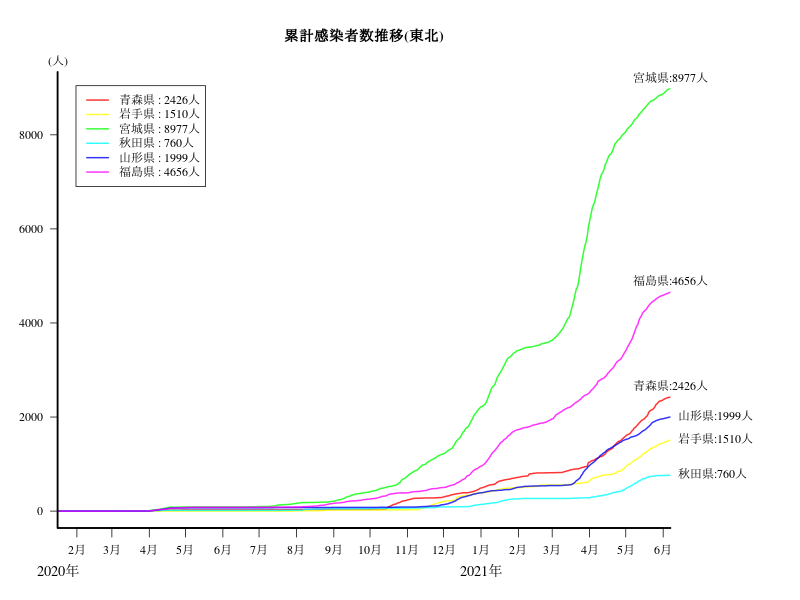 累計感染者数推移(東北)
(人)
青森県 : 2426人
岩手県 : 1510人
宮城県 : 8977人
秋田県 : 760人
山形県 : 1999人
福島県 : 4656人
宮城県:8977人
福島県:4656人
青森県:2426人
山形県:1999人
岩手県:1510人
秋田県:760人
8000
6000
4000
2000
0
2月 3月 4月 5月 6月 7月 8月 9月 10月 11月 12月 1月 2月 3月 4月 5月 6月
2020年 2021年